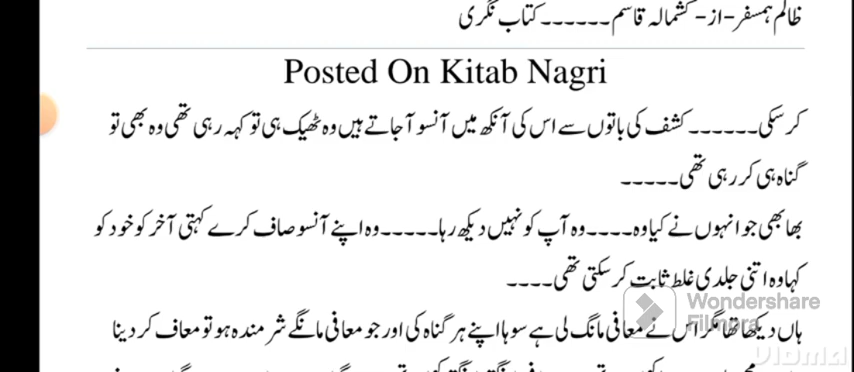 ظالم ہمسفر-از-کشمالہ قاسم۔۔۔۔۔۔کتاب نگری
Posted On Kitab Nagri
کر سکی۔۔۔۔۔۔کشف کی باتوں سے اس کی آنکھ میں آنسو آجاتے ہیں وہ ٹھیک ہی تو کہہ رہی تھی وہ بھی تو
گناہ ہی کر رہی تھی۔۔۔۔۔
بھابھی جو انہوں نے کیا وہ۔۔۔۔وہ آپ کو نہیں دیکھ رہا۔۔۔۔۔وہ اپنے آنسو صاف کرے کہتی آخر کو خود کو
کہاوہ اتنی جلدی غلط ثابت کر سکتی تھی۔۔۔۔
Wondershare
Filmora
ہاں دیکھا تھا مگر اس نے معافی مانگ لی ہے سوہا اپنے ہر گناہ کی اور جو معافی مانگے شرمندہ ہو تو معاف کر دینا